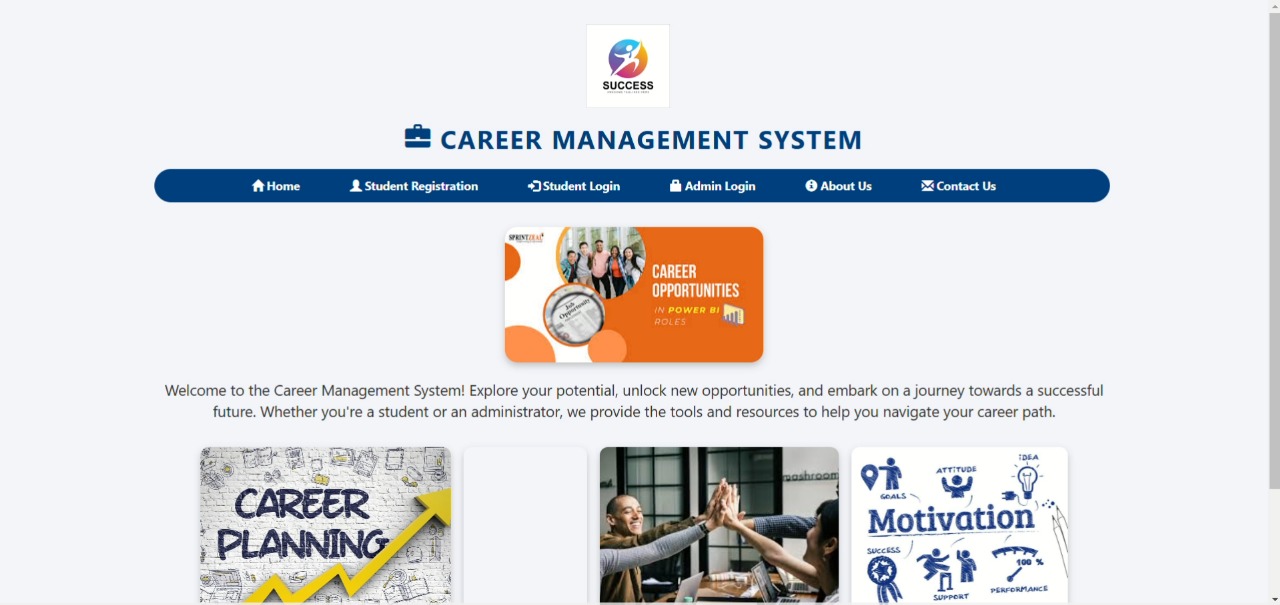 SUCCESS
CAREER MANAGEMENT SYSTEM
Home Student Registration Student Login Admin Login About Us Contact Us
SPRINTZEAL
CAREER
OPPORTUNITIES
IN POWER BI
ROLES
Job
Opportunity
Welcome to the Career Management System! Explore your potential, unlock new opportunities, and embark on a journey towards a successful
future. Whether you're a student or an administrator, we provide the tools and resources to help you navigate your career path.
CAREER
PLANNING
mashroom
IDEA
ATTITUDE
GOALS
Motivation
SUCCESS
100 %
SUPPORT
PERFORMANCE